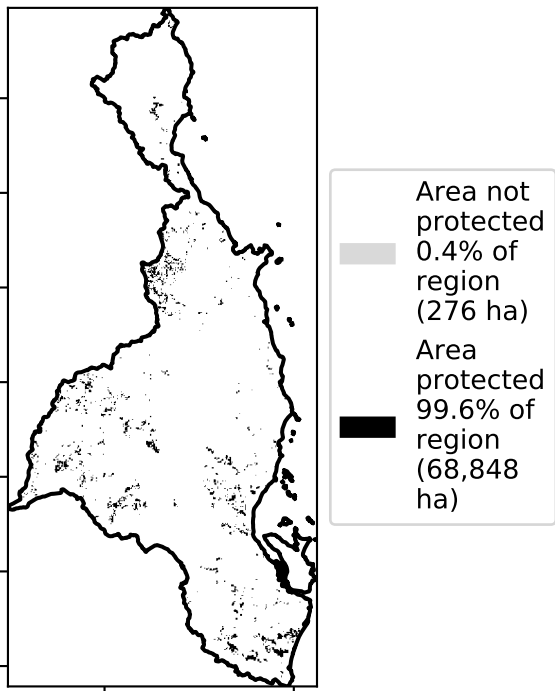 Area not
protected
0.4% of
region
(276 ha)
Area
protected
99.6% of
region
(68,848
ha)